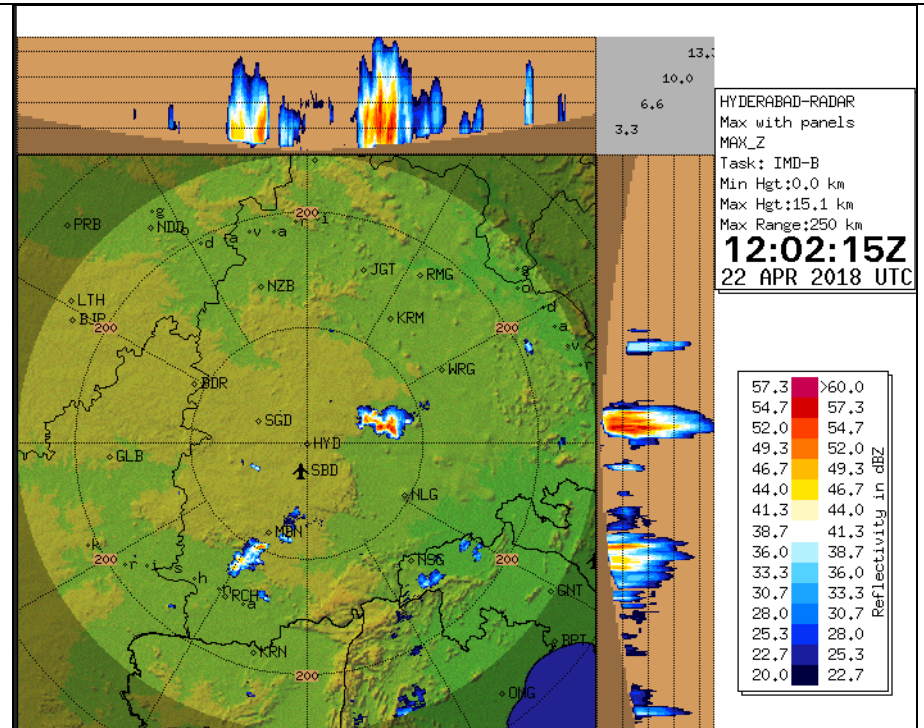 13.3
10.0
6.6
3.3
HYDERABAD-RADAR
Max with panels
MAX_Z
Task: IMD-B
Min Hgt:0.0 km
Max Hgt:15.1 km
Max Range:250 km
12:02:15Z
22 APR 2018 UTC
PRB
NDD
200
JGT
RMG
NZB
LTH
BJP
200
200
KRM
WRG
BDR
SGD
HYD
GLB
SBD
NLG
MBN
200
NSG
200
GNT
RCH
BPT
KRN
200
ONG
57.3 >60.0
54.7 57.3
52.0 54.7
49.3 52.0
46.7 49.3
44.0 46.7
41.3 44.0
38.7 41.3
36.0 38.7
33.3 36.0
30.7 33.3
28.0 30.7
25.3 28.0
22.7 25.3
20.0 22.7
Reflectivity in dBZ